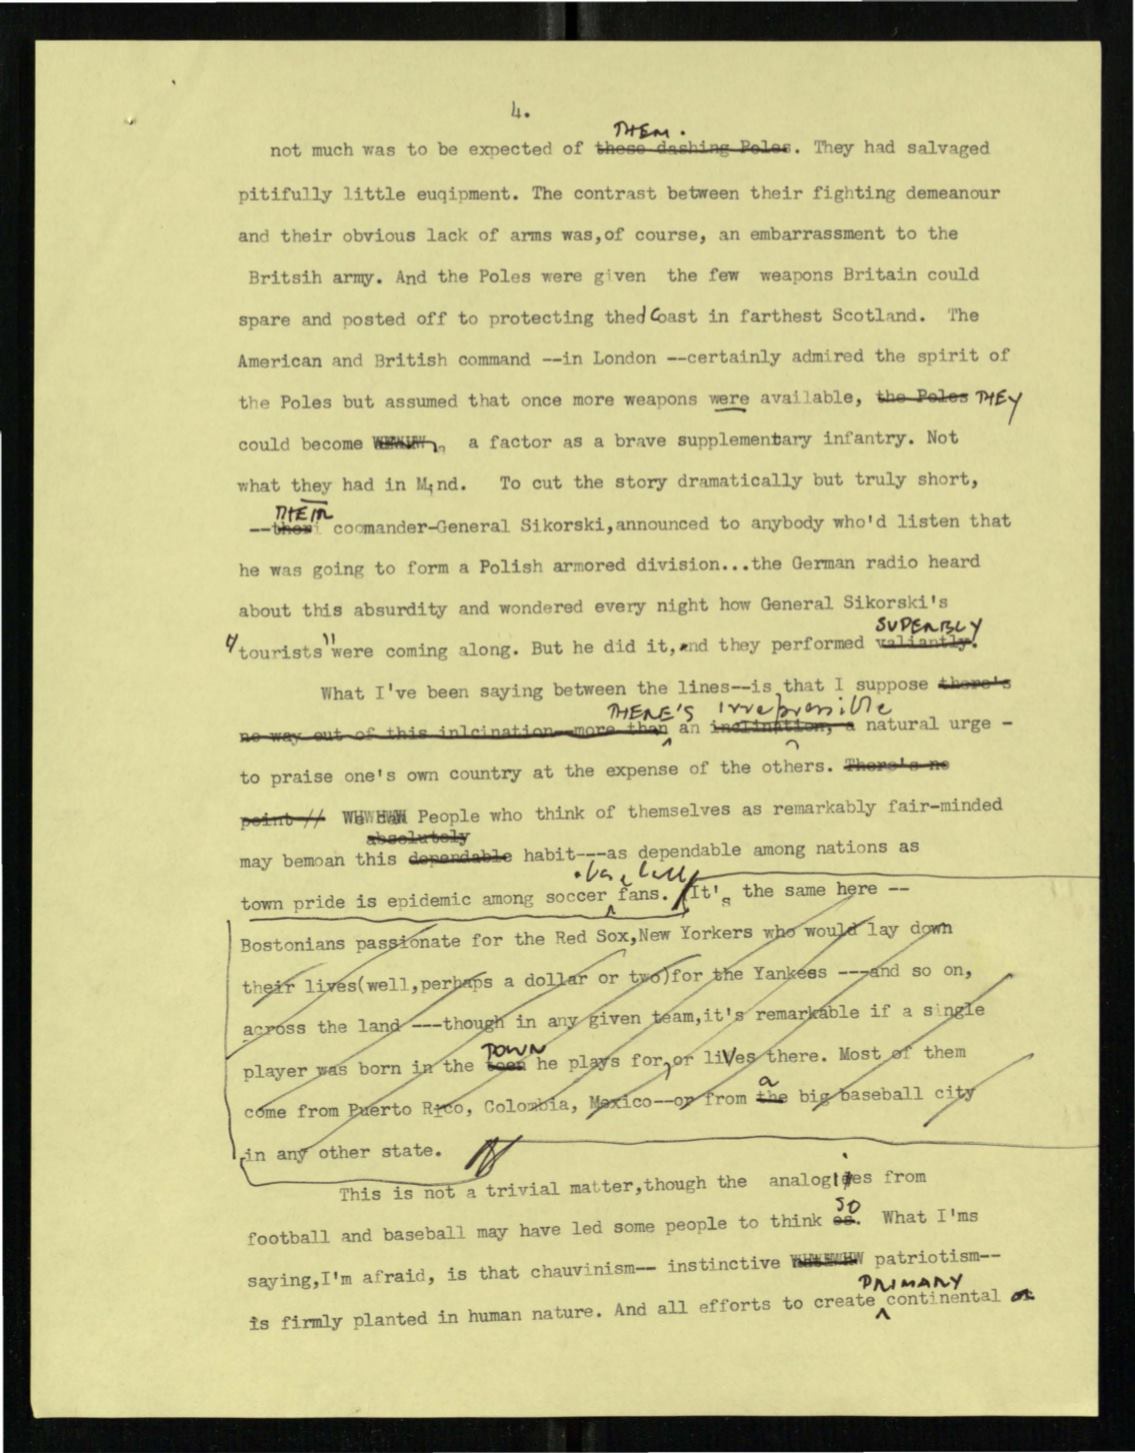 4.
THEM.
not much was to be expected of these dashing Poles. They had salvaged
pitifully little euqipment. The contrast between their fighting demeanour
and their obvious lack of arms was,of course, an embarrassment to the
Britsih army. And the Poles were given the few weapons Britain could
spare and posted off to protecting the Coast in farthest Scotland. The
American and British command --in London --certainly admired the spirit of
the Poles but assumed that once more weapons were available, the Poles THEY
could become a factor as a brave supplementary infantry. Not
what they had in Mind. To cut the story dramatically but truly short,
THEIR
-- coomander-General Sikorski,announced to anybody who'd listen that
he was going to form a Polish armored division...the German radio heard
about this absurdity and wondered every night how General Sikorski's
SUPERBLY
"tourists" were coming along. But he did it,and they performed valiantly.
What I've been saying between the lines--is that I suppose there's
THERE'S irrepressible
no way out of this inlcination--more than an inclination, a natural urge -
to praise one's own country at the expense of the others. There's no
point // People who think of themselves as remarkably fair-minded
absolutely
may bemoan this dependable habit---as dependable among nations as
baseball
town pride is epidemic among soccer fans. It's the same here --
Bostonians passionate for the Red Sox,New Yorkers who would lay down
their lives(well,perhaps a dollar or two)for the Yankees ---and so on,
across the land ---though in any given team,it's remarkable if a single
TOWN
player was born in the teen he plays for,or liVes there. Most of them
a
come from Puerto Rico, Colombia, Mexico--or from the big baseball city
in any other state.
This is not a trivial matter,though the analogies from
so
football and baseball may have led some people to think as. What I'ms
saying,I'm afraid, is that chauvinism-- instinctive patriotism--
PRIMARY
is firmly planted in human nature. And all efforts to create continental or